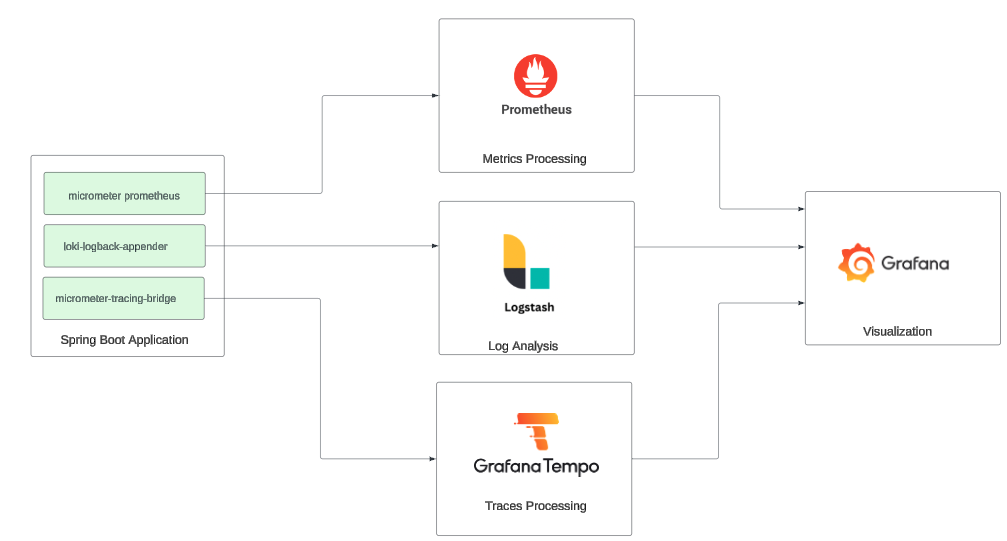 Prometheus
Metrics Processing
micrometer prometheus
loki-logback-appender
micrometer-tracing-bridge
Spring Boot Application
Logstash
Log Analysis
Grafana Tempo
Traces Processing
Grafana
Visualization